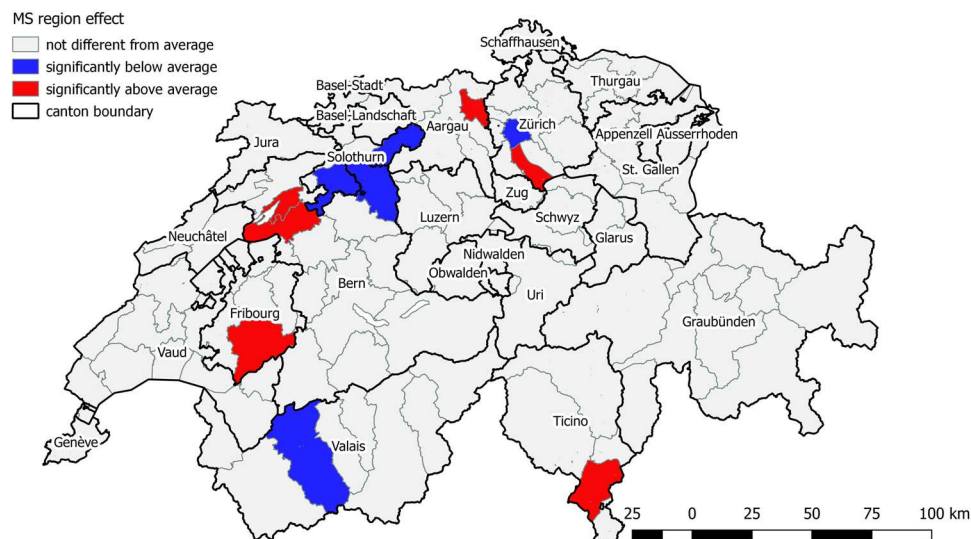 MS region effect
not different from average
significantly below average
significantly above average
canton boundary
Schaffhausen
Thurgau
Basel-Stadt
Basel-Landschaft
Aargau
Zürich
Appenzell Ausserrhoden
Jura
Solothurn
St. Gallen
Zug
Luzern
Schwyz
Neuchâtel
Glarus
Nidwalden
Obwalden
Bern
Uri
Fribourg
Graubünden
Vaud
Ticino
Genève
Valais
25 0 25 50 75 100 km